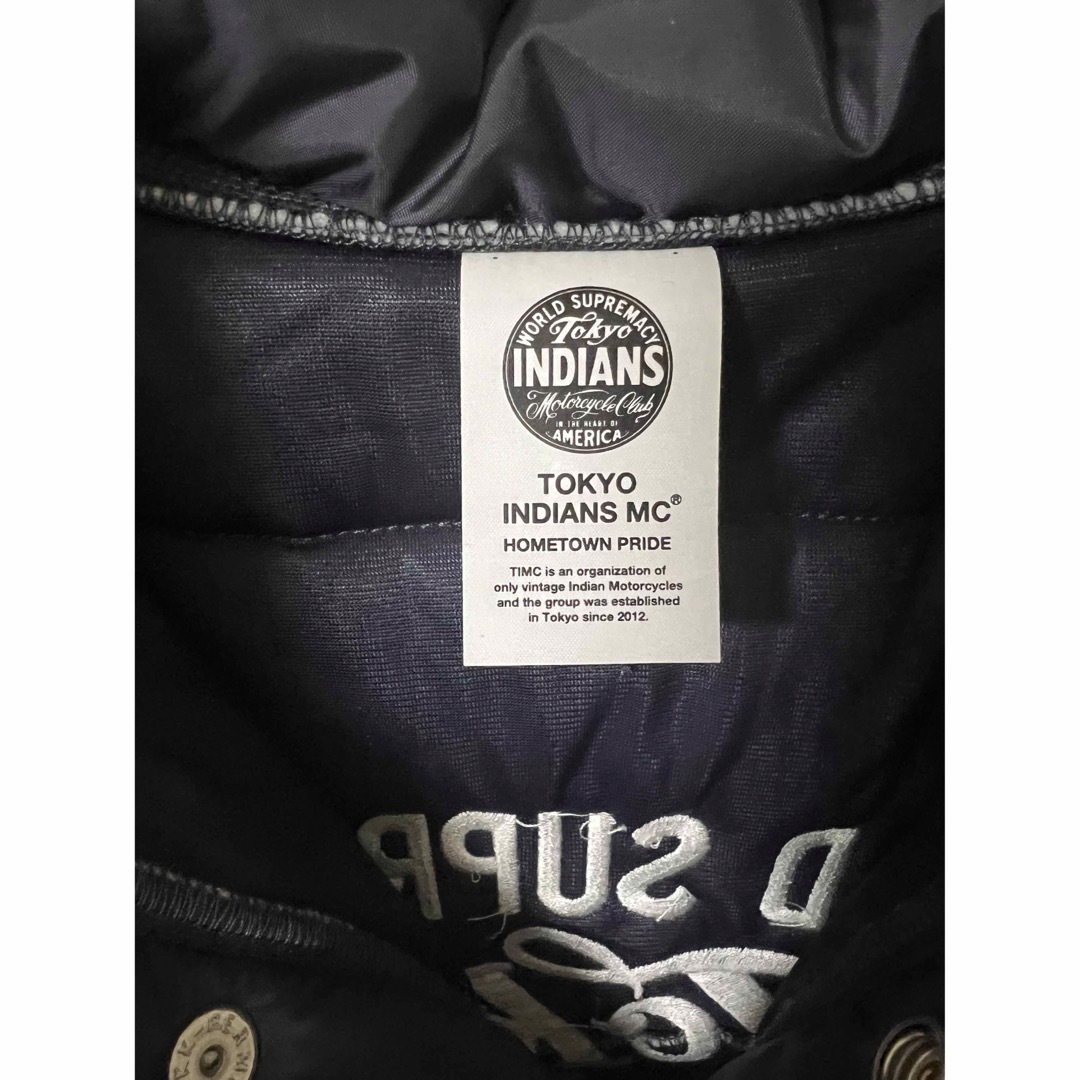 WORLD SUPREMACY
Tokyo
INDIANS
Motorcycle Club
IN THE HEART OF
AMERICA
TOKYO
INDIANS MC®
HOMETOWN PRIDE
TIMC is an organization of
only vintage Indian Motorcycles
and the group was established
in Tokyo since 2012.
D SUPR